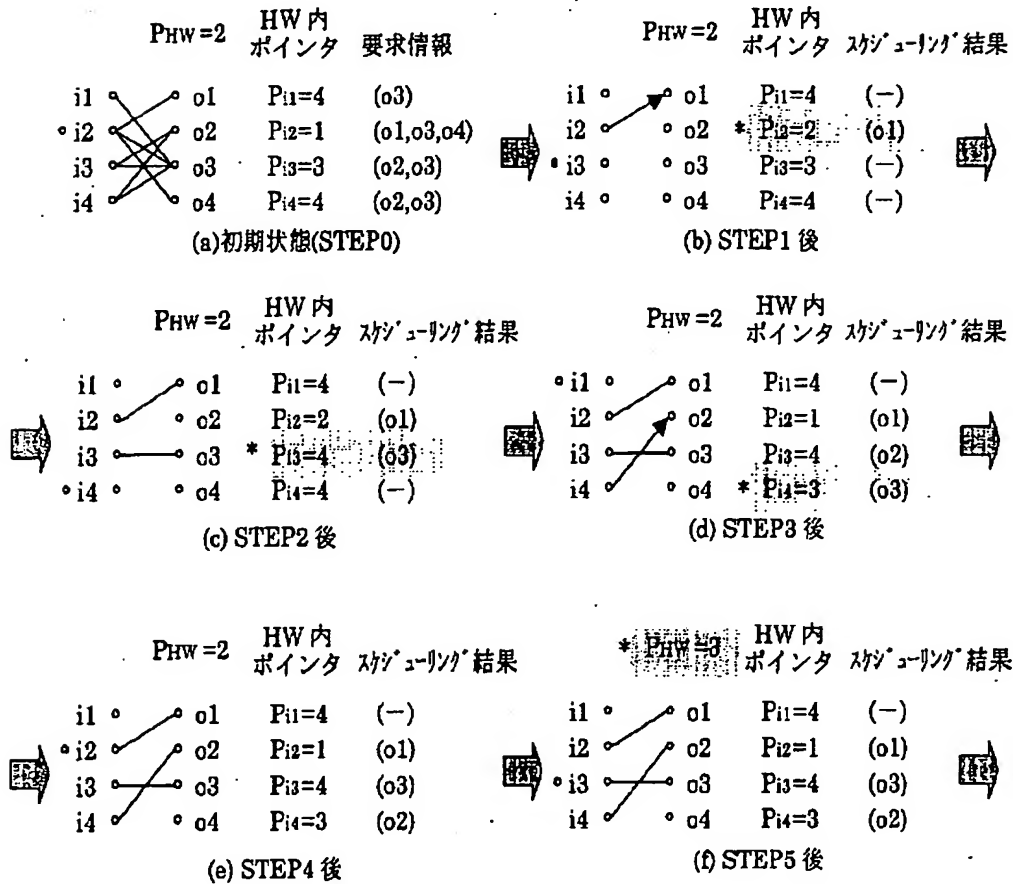 PHW=2 HW内ポインタ 要求情報
i1 o1 Pi1=4 (o3)
i2 o2 Pi2=1 (o1,o3,o4)
i3 o3 Pi3=3 (o2,o3)
i4 o4 Pi4=4 (o2,o3)
(a)初期状態(STEP0)
PHW=2 HW内ポインタ スケジューリング結果
i1 o1 Pi1=4 (−)
i2 o2 * Pi2=2 (o1)
i3 o3 Pi3=3 (−)
i4 o4 Pi4=4 (−)
(b) STEP1後
PHW=2 HW内ポインタ スケジューリング結果
i1 o1 Pi1=4 (−)
i2 o2 Pi2=2 (o1)
i3 o3 * Pi3=4 (o3)
i4 o4 Pi4=4 (−)
(c) STEP2後
PHW=2 HW内ポインタ スケジューリング結果
i1 o1 Pi1=4 (−)
i2 o2 Pi2=1 (o1)
i3 o3 Pi3=4 (o2)
i4 o4 * Pi4=3 (o3)
(d) STEP3後
PHW=2 HW内ポインタ スケジューリング結果
i1 o1 Pi1=4 (−)
i2 o2 Pi2=1 (o1)
i3 o3 Pi3=4 (o3)
i4 o4 Pi4=3 (o2)
(e) STEP4後
* PHW=3 HW内ポインタ スケジューリング結果
i1 o1 Pi1=4 (−)
i2 o2 Pi2=1 (o1)
i3 o3 Pi3=4 (o3)
i4 o4 Pi4=3 (o2)
(f) STEP5後